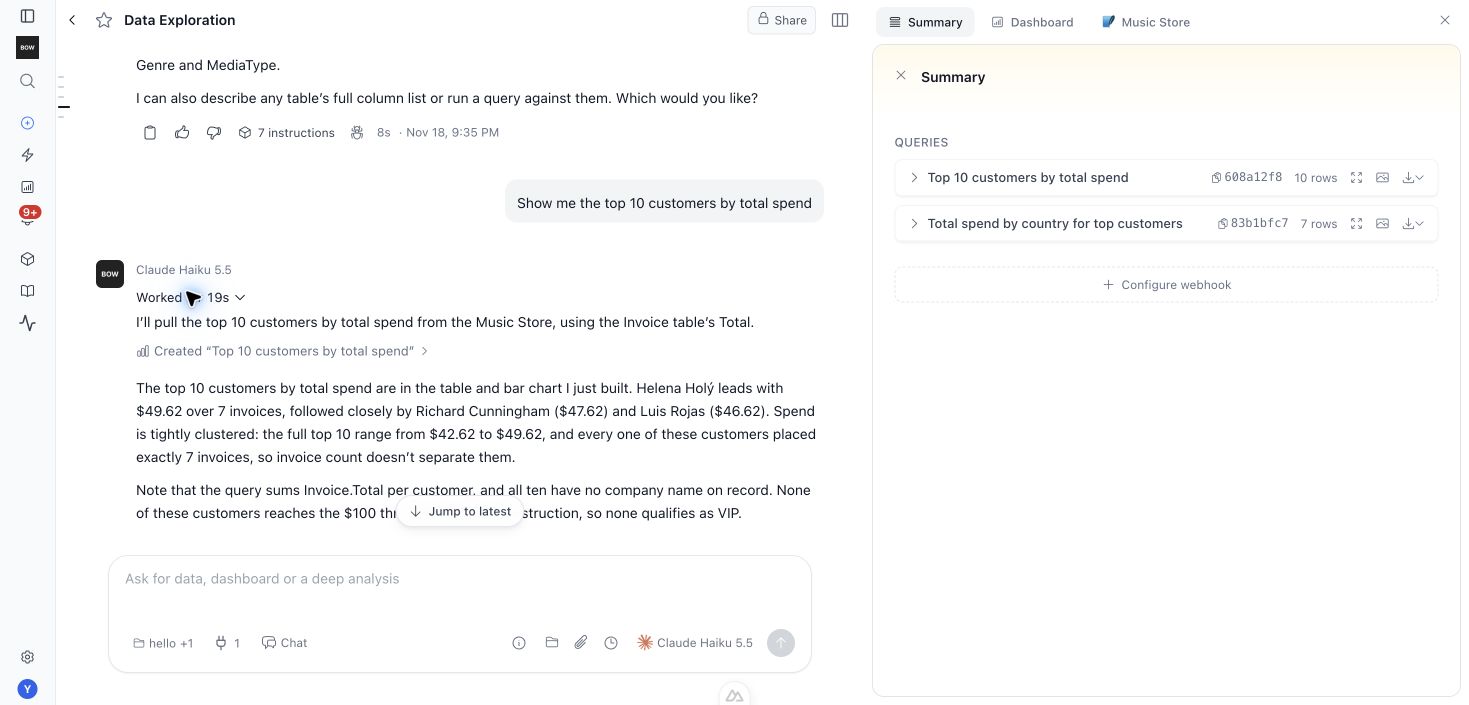 BOW
9+
Y
Data Exploration
Share
Genre and MediaType.
I can also describe any table's full column list or run a query against them. Which would you like?
7 instructions
8s · Nov 18, 9:35 PM
Show me the top 10 customers by total spend
BOW
Claude Haiku 5.5
Worked 19s
I'll pull the top 10 customers by total spend from the Music Store, using the Invoice table's Total.
Created “Top 10 customers by total spend”
The top 10 customers by total spend are in the table and bar chart I just built. Helena Holý leads with
$49.62 over 7 invoices, followed closely by Richard Cunningham ($47.62) and Luis Rojas ($46.62). Spend
is tightly clustered: the full top 10 range from $42.62 to $49.62, and every one of these customers placed
exactly 7 invoices, so invoice count doesn't separate them.
Note that the query sums Invoice.Total per customer, and all ten have no company name on record. None
of these customers reaches the $100 so none qualifies as VIP.
Jump to latest
Ask for data, dashboard or a deep analysis
hello +1
1
Chat
Claude Haiku 5.5
Summary
Dashboard
Music Store
Summary
QUERIES
Top 10 customers by total spend 608a12f8 10 rows
Total spend by country for top customers 83b1bfc7 7 rows
Configure webhook